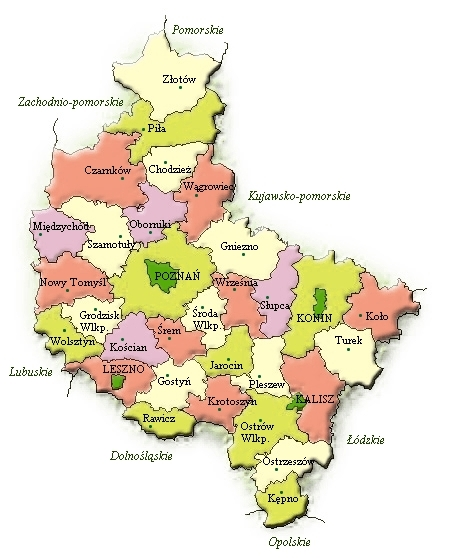 Pomorskie
Złotów
Zachodnio-pomorskie
Piła
Chodzież
Czarnków
Wągrowiec
Kujawsko-pomorskie
Międzychód
Oborniki
Szamotuły
Gniezno
POZNAŃ
Nowy Tomyśl
Września
Słupca
Środa
Wlkp.
KONIN
Koło
Grodzisk
Wlkp.
Wolsztyn
Śrem
Kościan
Turek
Lubuskie
LESZNO
Jarocin
Gostyń
Pleszew
Krotoszyn
KALISZ
Rawicz
Ostrów
Wlkp.
Łódzkie
Dolnośląskie
Ostrzeszów
Kępno
Opolskie